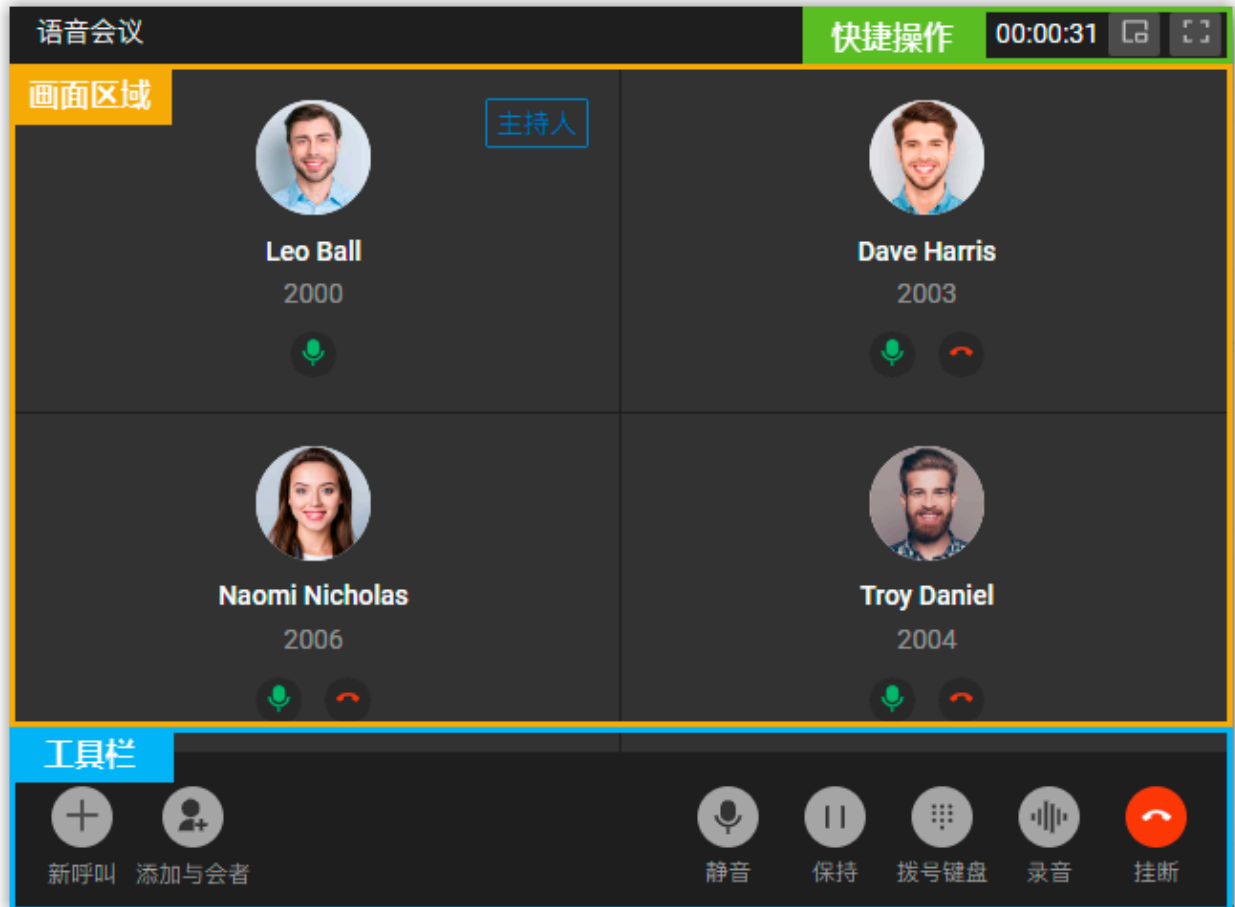 语音会议
快捷操作
00:00:31
画面区域
主持人
Leo Ball
2000
Dave Harris
2003
Naomi Nicholas
2006
Troy Daniel
2004
工具栏
新呼叫
添加与会者
静音
保持
拨号键盘
录音
挂断